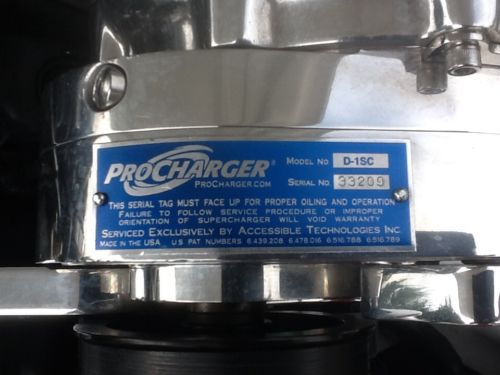 PROCHARGER®
PROCHARGER.COM
MODEL NO D-1SC
SERIAL NO. 33209
THIS SERIAL TAG MUST FACE UP FOR PROPER OILING AND OPERATION
FAILURE TO FOLLOW SERVICE PROCEDURE OR IMPROPER
ORIENTATION OF SUPERCHARGER WILL VOID WARRANTY
SERVICED EXCLUSIVELY BY ACCESSIBLE TECHNOLOGIES INC.
MADE IN THE USA U S PAT NUMBERS 6,439,208 6,478,016 6,516,788 6,516,789